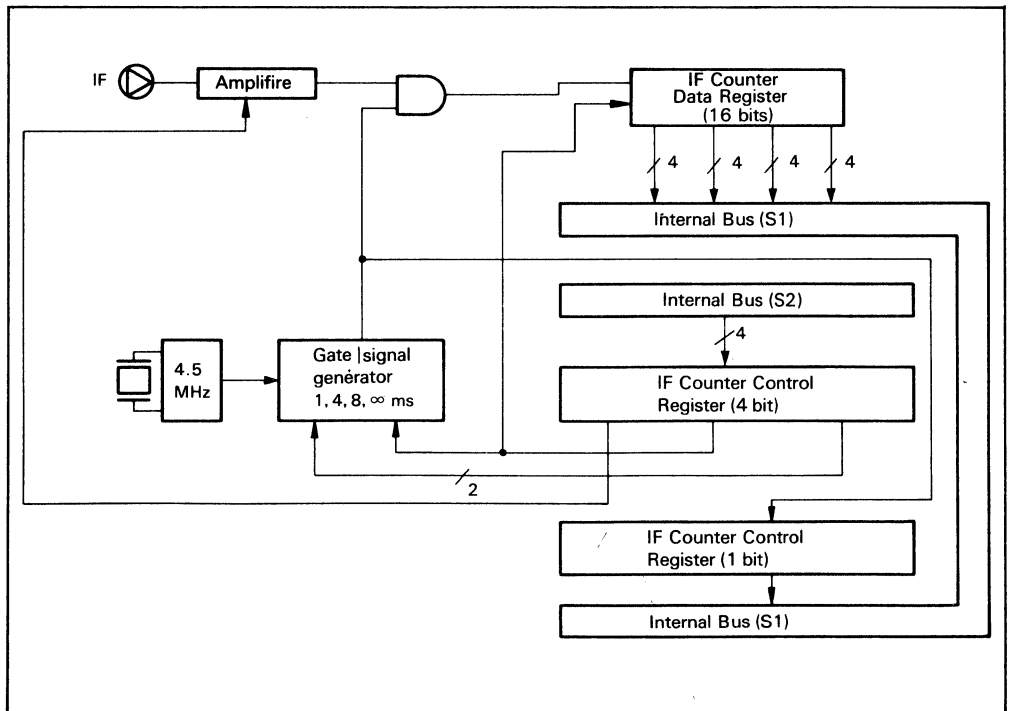 IF
Amplifire
IF Counter
Data Register
(16 bits)
4
4
4
4
Internal Bus (S1)
Internal Bus (S2)
4
4.5
MHz
Gate signal
generator
1, 4, 8, ∞ ms
IF Counter Control
Register (4 bit)
2
IF Counter Control
Register (1 bit)
Internal Bus (S1)